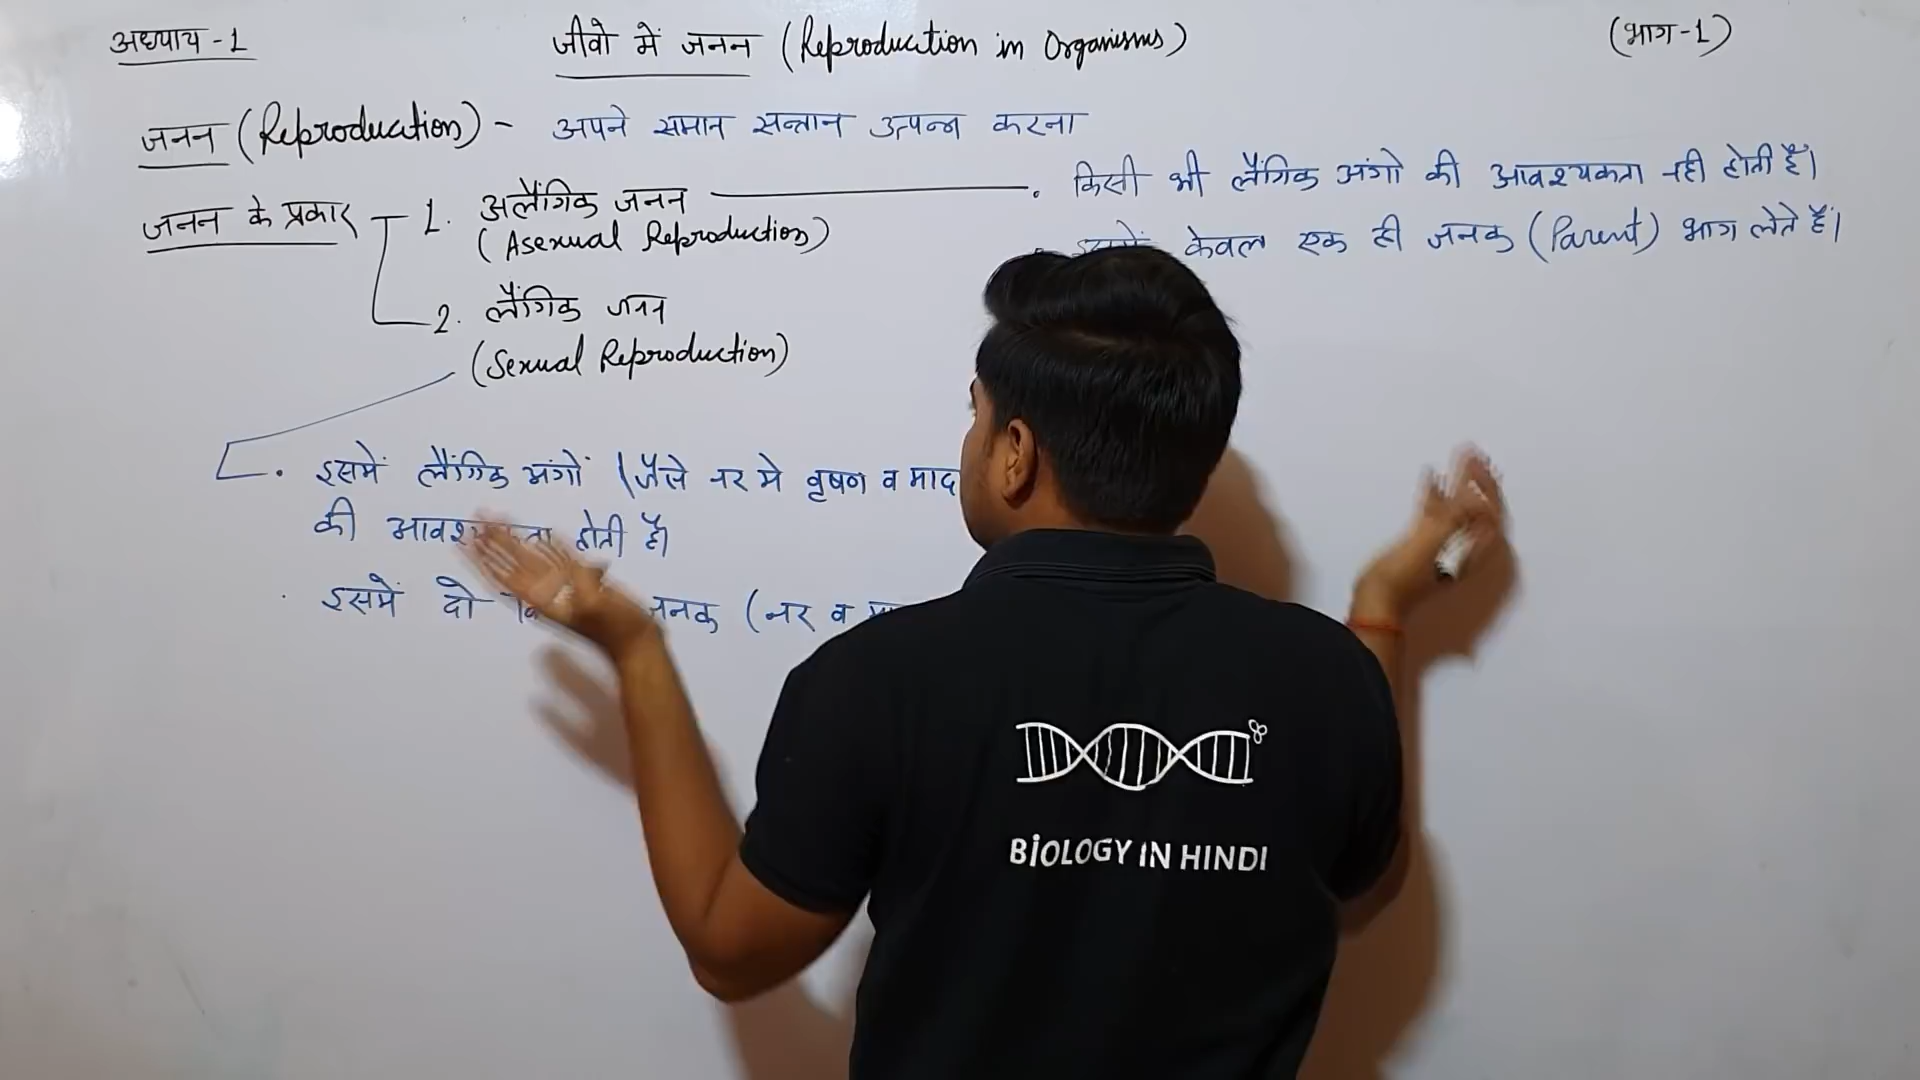 अध्याय - 1
जीवो में जनन (Reproduction in Organisms)
(भाग-1)
जनन (Reproduction) - अपने समान सन्तान उत्पन्न करना
जनन के प्रकार
1. अलैंगिक जनन
(Asexual Reproduction)
. किसी भी लैंगिक अंगो की आवश्यकता नही होती हैं।
. इसमें केवल एक ही जनक (Parent) भाग लेते हैं।
2. लैंगिक जनन
(Sexual Reproduction)
. इसमें लैंगिक अंगों (जैसे नर मे वृषण व
की आवश्यकता होती है।
. इसमें दो जनक (नर व
BIOLOGY IN HINDI